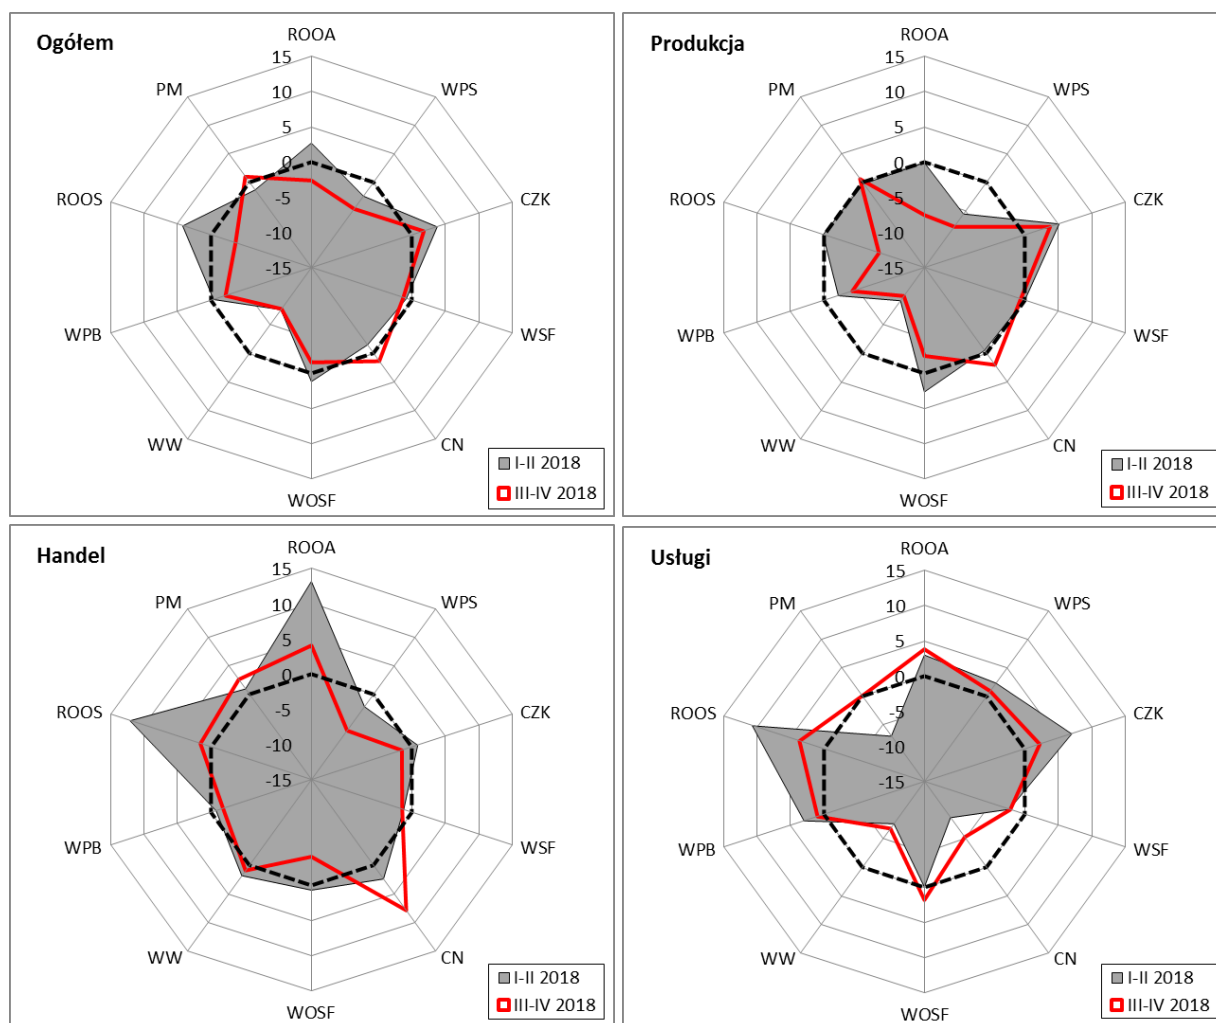 Ogółem
ROOA
WPS
CZK
WSF
CN
WOSF
WW
WPB
ROOS
PM
15
10
5
0
-5
-10
-15
I-II 2018
III-IV 2018
Produkcja
ROOA
WPS
CZK
WSF
CN
WOSF
WW
WPB
ROOS
PM
15
10
5
0
-5
-10
-15
I-II 2018
III-IV 2018
Handel
ROOA
WPS
CZK
WSF
CN
WOSF
WW
WPB
ROOS
PM
15
10
5
0
-5
-10
-15
I-II 2018
III-IV 2018
Usługi
ROOA
WPS
CZK
WSF
CN
WOSF
WW
WPB
ROOS
PM
15
10
5
0
-5
-10
-15
I-II 2018
III-IV 2018